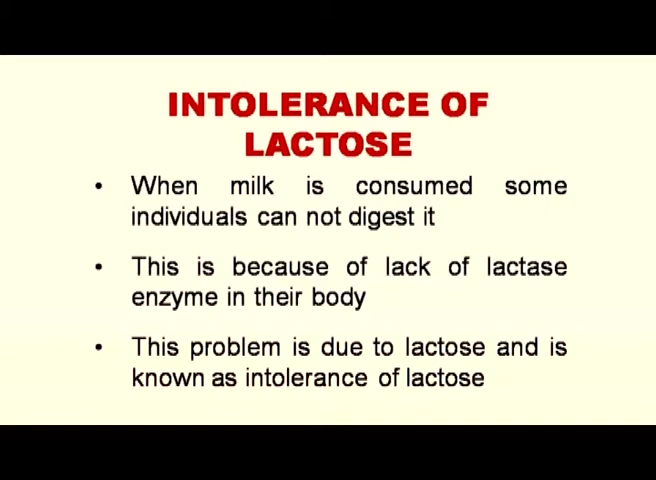 INTOLERANCE OF
LACTOSE
• When milk is consumed some
individuals can not digest it
• This is because of lack of lactase
enzyme in their body
• This problem is due to lactose and is
known as intolerance of lactose